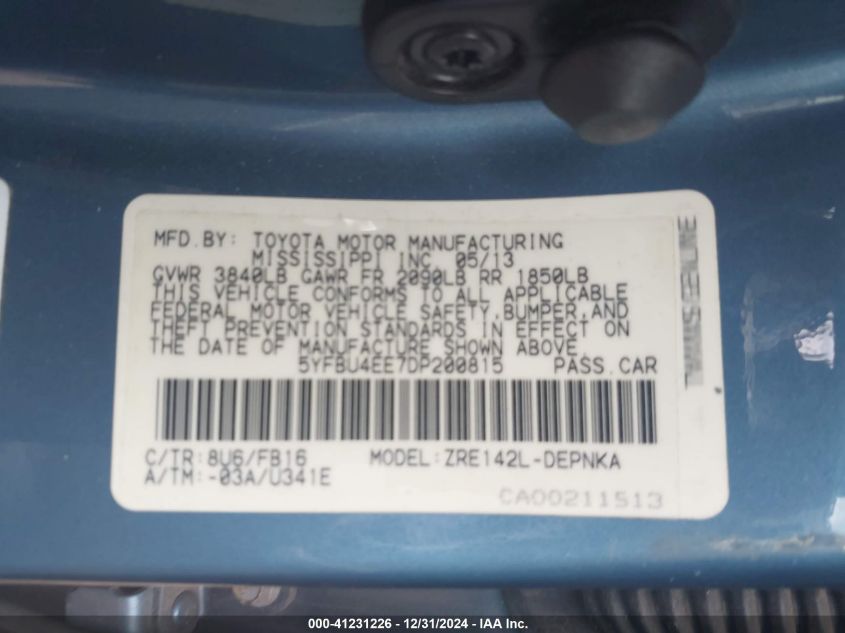 MFD.BY: TOYOTA MOTOR MANUFACTURING
MISSISSIPPI INC. 05/13
GVWR 3840LB GAWR FR 2090LB RR 1850LB
THIS VEHICLE CONFORMS TO ALL APPLICABLE
FEDERAL MOTOR VEHICLE SAFETY,BUMPER,AND
THEFT PREVENTION STANDARDS IN EFFECT ON
THE DATE OF MANUFACTURE SHOWN ABOVE.
5YFBU4EE7DP200815 PASS.CAR
C/TR:8U6/FB16 MODEL:ZRE142L-DEPNKA
A/TM:-03A/U341E
CA00211513
000-41231226 - 12/31/2024 - IAA Inc.